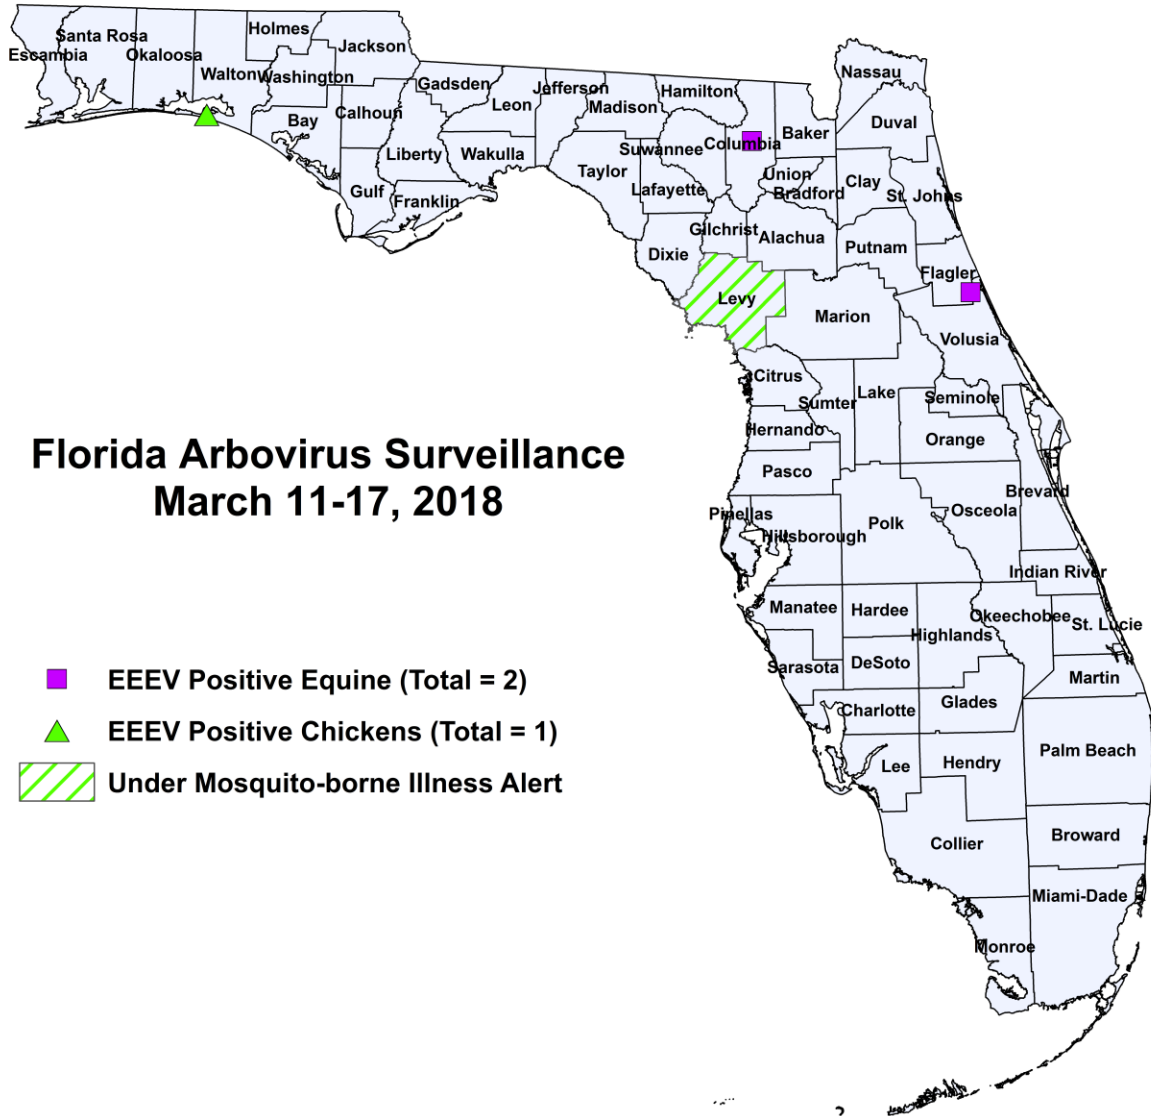 Holmes
Santa Rosa
Jackson
Escambia
Okaloosa
Walton
Washington
Nassau
Gadsden
Jefferson
Hamilton
Leon
Madison
Calhoun
Bay
Duval
Baker
Columbia
Suwannee
Liberty
Wakulla
Taylor
Union
Clay
Gulf
Lafayette
Bradford
St. Johns
Franklin
Gilchrist
Alachua
Putnam
Dixie
Flagler
Levy
Marion
Volusia
Citrus
Lake
Sumter
Seminole
Hernando
Orange
Florida Arbovirus Surveillance
March 11-17, 2018
Pasco
Brevard
Osceola
Pinellas
Polk
Hillsborough
Indian River
Manatee
Hardee
Okeechobee
St. Lucie
Highlands
Sarasota
DeSoto
Martin
EEEV Positive Equine (Total = 2)
Glades
Charlotte
EEEV Positive Chickens (Total = 1)
Palm Beach
Lee
Hendry
Under Mosquito-borne Illness Alert
Broward
Collier
Miami-Dade
Monroe